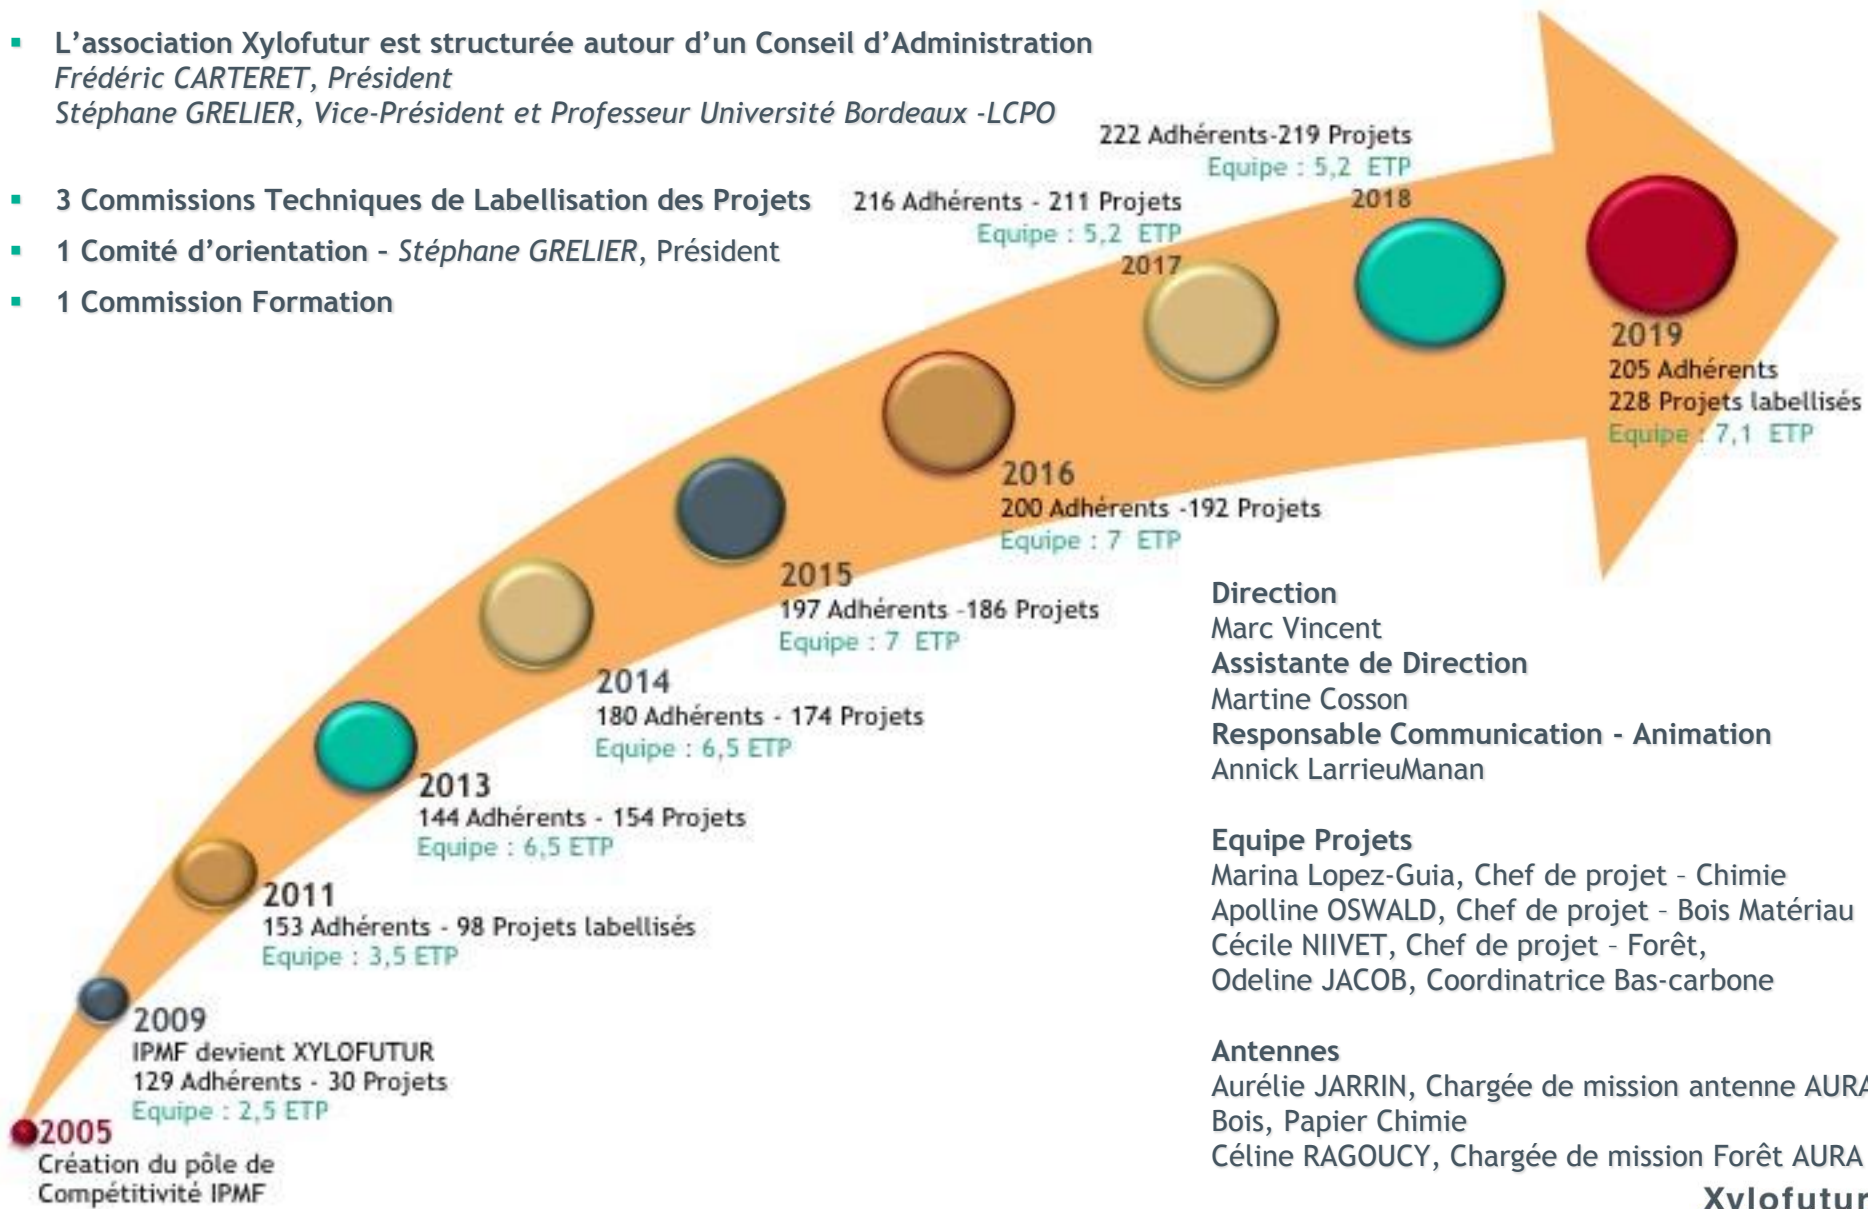 L’association Xylofutur est structurée autour d’un Conseil d’Administration
Frédéric CARTERET, Président
Stéphane GRELIER, Vice-Président et Professeur Université Bordeaux -LCPO
3 Commissions Techniques de Labellisation des Projets
1 Comité d’orientation – Stéphane GRELIER, Président
1 Commission Formation
222 Adhérents-219 Projets
Equipe : 5,2 ETP
2018
216 Adhérents - 211 Projets
Equipe : 5,2 ETP
2017
2019
205 Adhérents
228 Projets labellisés
Equipe : 7,1 ETP
2016
200 Adhérents -192 Projets
Equipe : 7 ETP
2015
197 Adhérents -186 Projets
Equipe : 7 ETP
2014
180 Adhérents - 174 Projets
Equipe : 6,5 ETP
2013
144 Adhérents - 154 Projets
Equipe : 6,5 ETP
2011
153 Adhérents - 98 Projets labellisés
Equipe : 3,5 ETP
2009
IPMF devient XYLOFUTUR
129 Adhérents - 30 Projets
Equipe : 2,5 ETP
2005
Création du pôle de
Compétitivité IPMF
Direction
Marc Vincent
Assistante de Direction
Martine Cosson
Responsable Communication - Animation
Annick LarrieuManan
Equipe Projets
Marina Lopez-Guia, Chef de projet – Chimie
Apolline OSWALD, Chef de projet – Bois Matériau
Cécile NIIVET, Chef de projet – Forêt,
Odeline JACOB, Coordinatrice Bas-carbone
Antennes
Aurélie JARRIN, Chargée de mission antenne AURA
Bois, Papier Chimie
Céline RAGOUCY, Chargée de mission Forêt AURA
Xylofutur